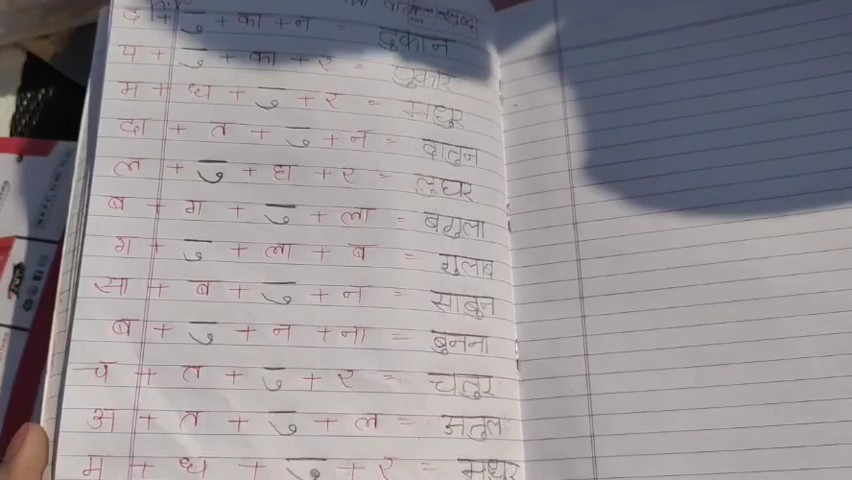 द + ु + का + न = दुकान
प + ु + का + र = पुकार
म + ध + ु + र = मधुर
दा + त + ु + न = दातुन
ल + ु + हा + र = लुहार
ब + ग + ु + ला = बगुला
ग + ु + ला + ब = गुलाब
सा + ब + ु + न = साबुन
ब + ु + न + ना = बुनना
च + त + ु + र = चतुर
अ + त + ु + ल = अतुल
म + ध + ु + र = मधुर